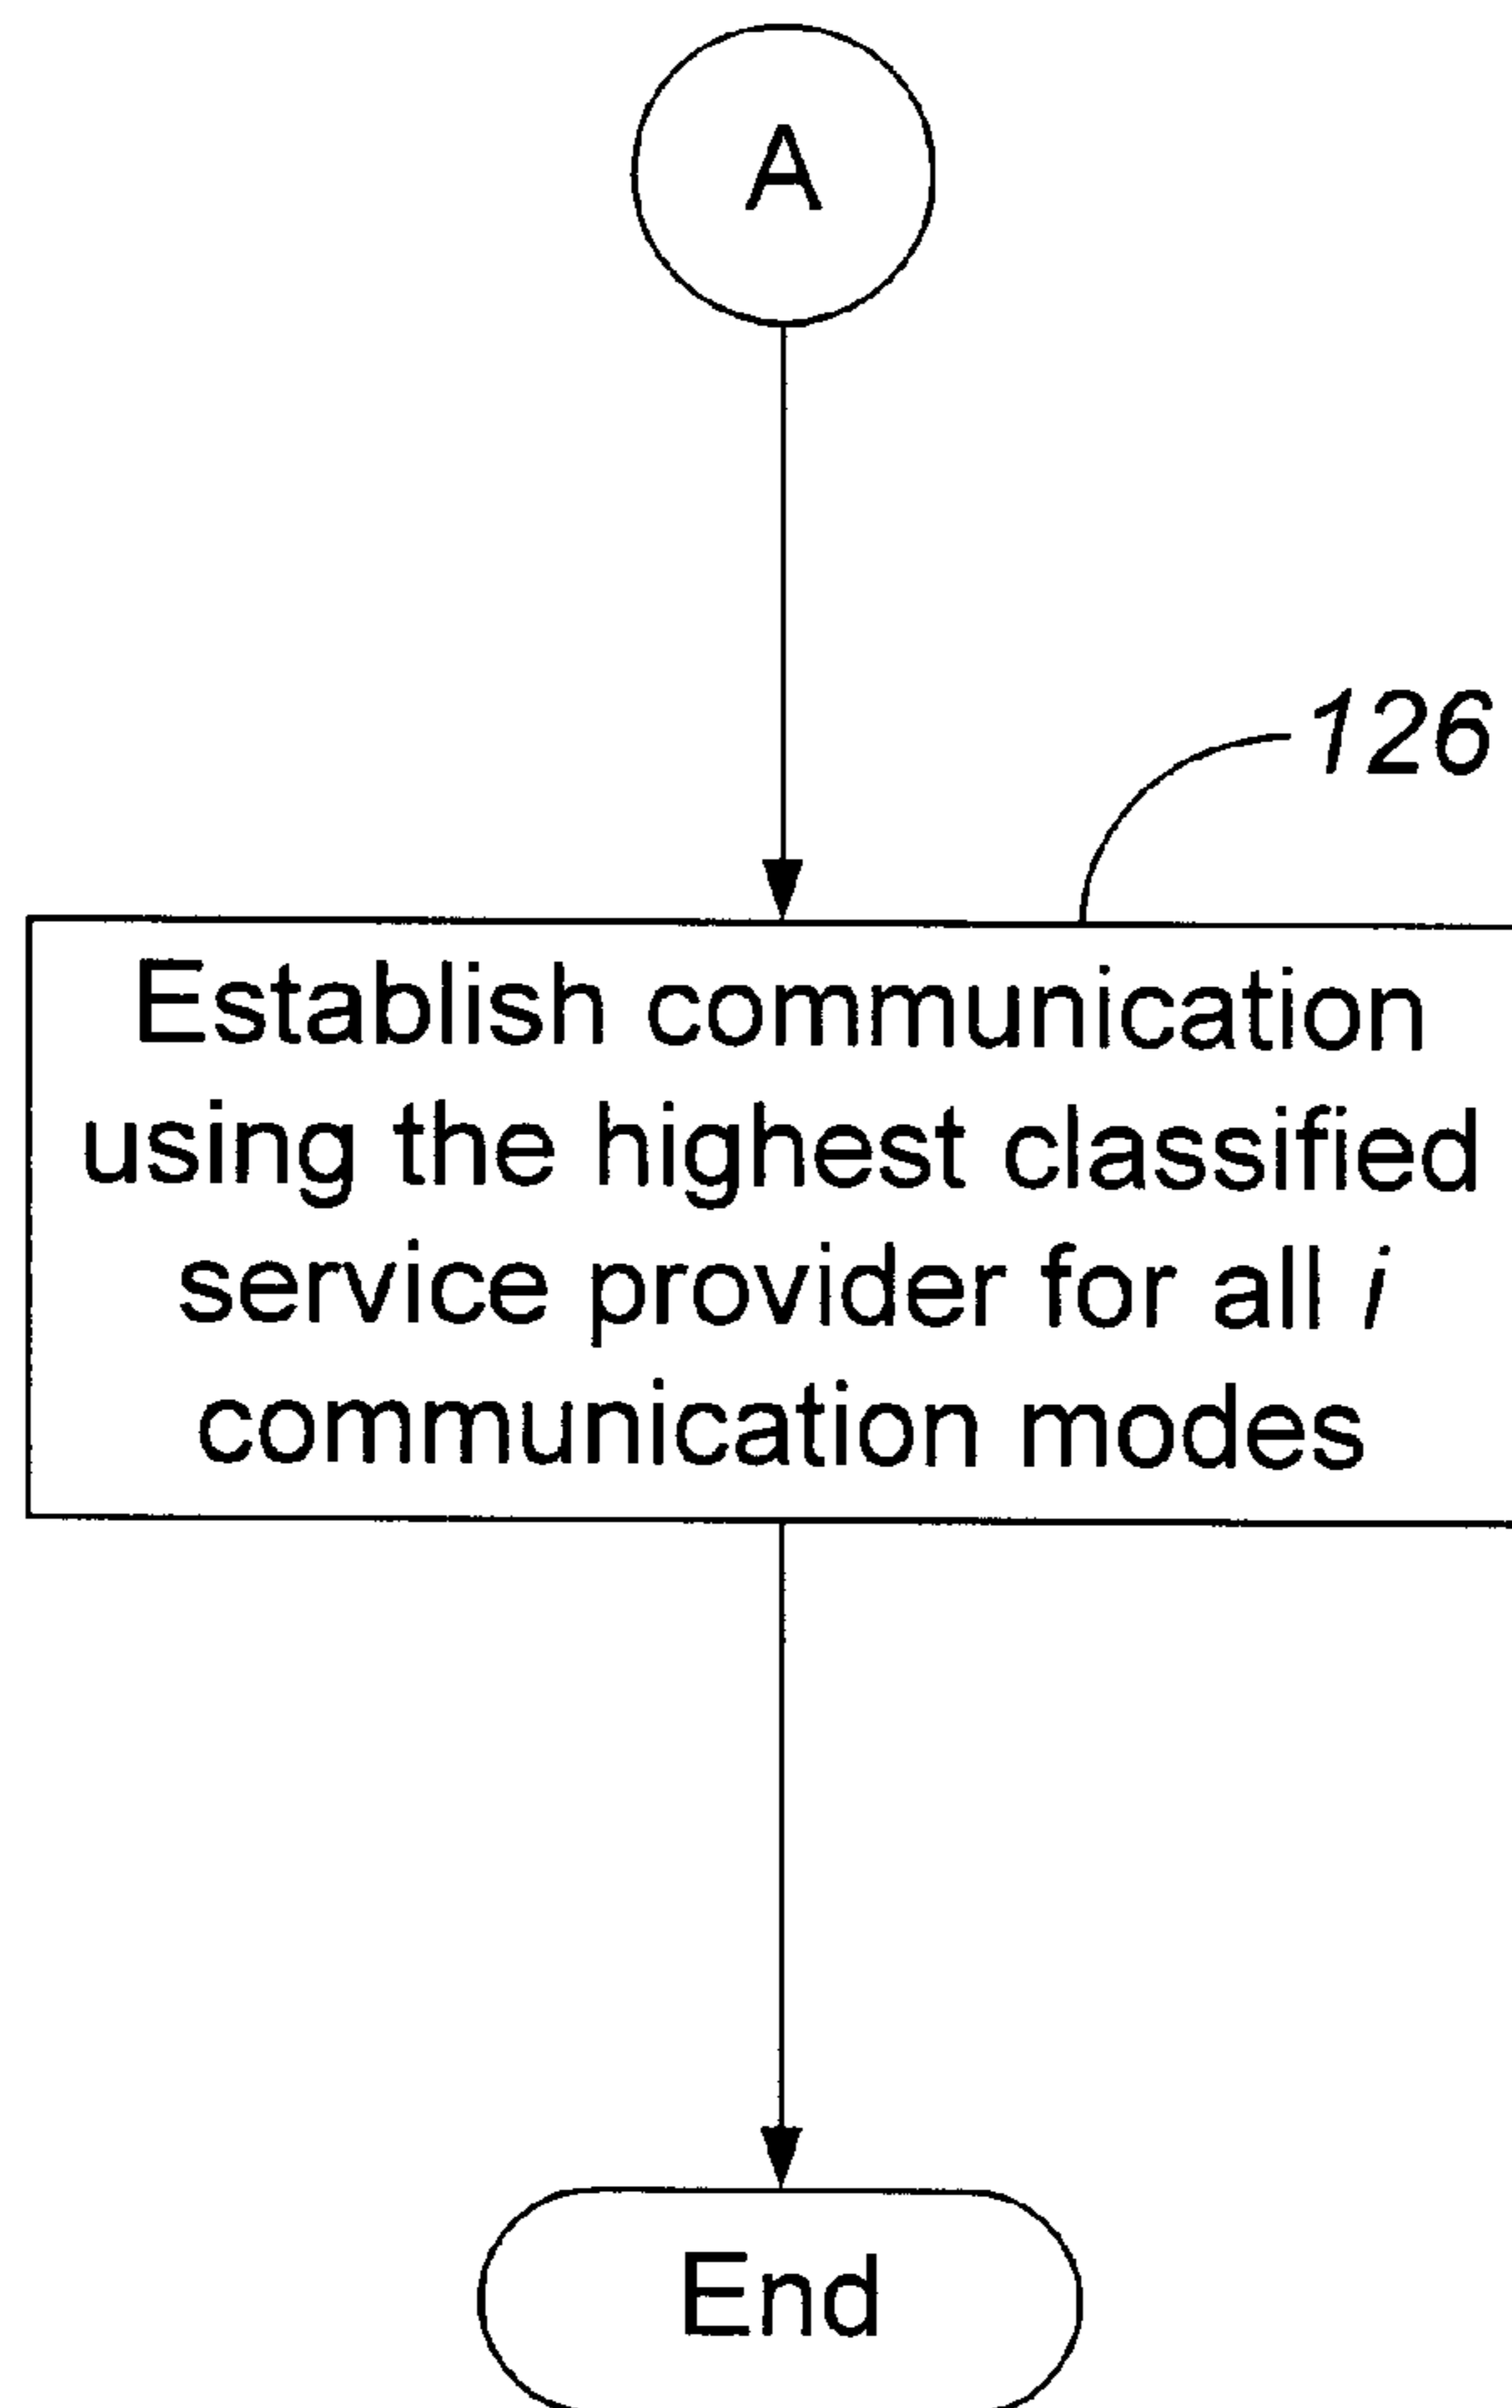 A
126
Establish communication
using the highest classified
service provider for all i
communication modes
End